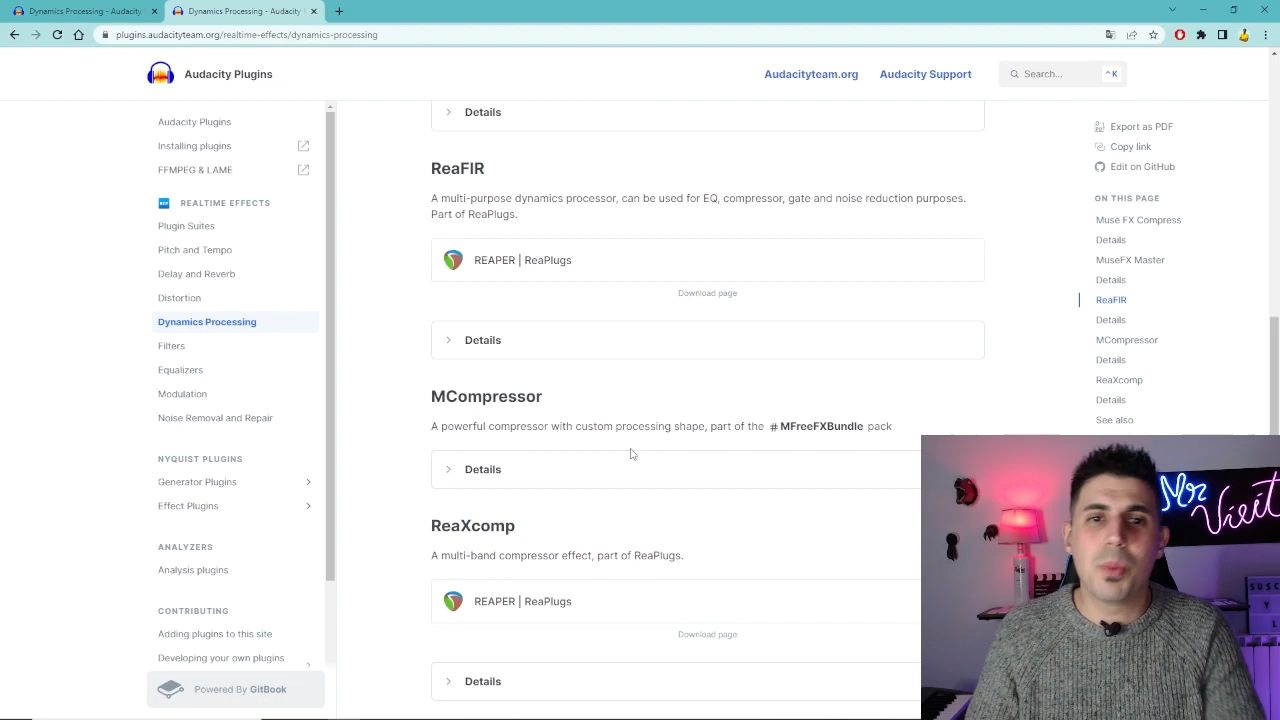 Dynamics Processing - Audacity
Dynamics Processing - Audacity
plugins.audacityteam.org/realtime-effects/dynamics-processing
Audacity Plugins
Audacityteam.org
Audacity Support
Search...
^K
Audacity Plugins
Installing plugins
FFMPEG & LAME
REALTIME EFFECTS
Plugin Suites
Pitch and Tempo
Delay and Reverb
Distortion
Dynamics Processing
Filters
Equalizers
Modulation
Noise Removal and Repair
NYQUIST PLUGINS
Generator Plugins
Effect Plugins
ANALYZERS
Analysis plugins
CONTRIBUTING
Adding plugins to this site
Developing your own plugins
Powered By GitBook
Details
ReaFIR
A multi-purpose dynamics processor, can be used for EQ, compressor, gate and noise reduction purposes.
Part of ReaPlugs.
REAPER | ReaPlugs
Download page
Details
MCompressor
A powerful compressor with custom processing shape, part of the # MFreeFXBundle pack
Details
ReaXcomp
A multi-band compressor effect, part of ReaPlugs.
REAPER | ReaPlugs
Download page
Details
Export as PDF
Copy link
Edit on GitHub
ON THIS PAGE
Muse FX Compress
Details
MuseFX Master
Details
ReaFIR
Details
MCompressor
Details
ReaXcomp
Details
See also
Mr